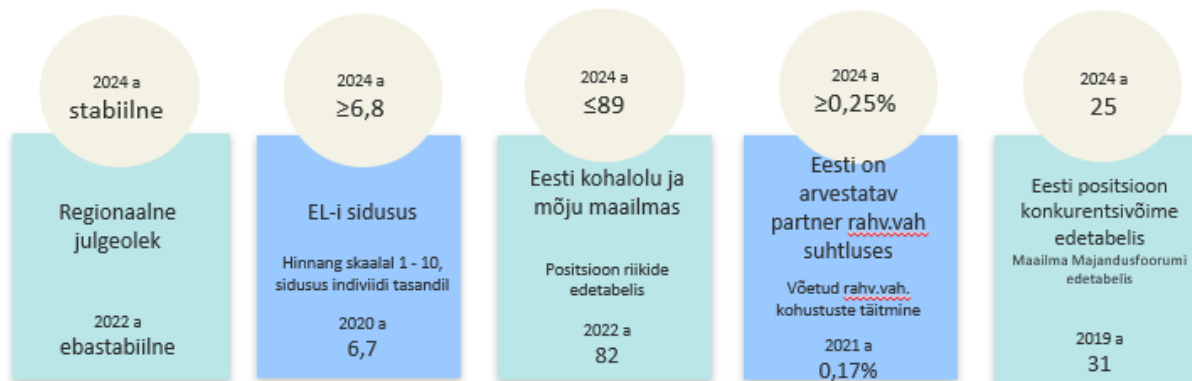 2024 a
stabiilne
Regionaalne
julgeolek
2022 a
ebastabiilne
2024 a
≥6,8
EL-i sidusus
Hinnang skaalal 1 - 10,
sidusus indiviidi tasandil
2020 a
6,7
2024 a
≤89
Eesti kohalolu ja
mõju maailmas
Positsioon riikide
edetabelis
2022 a
82
2024 a
≥0,25%
Eesti on
arvestatav
partner rahv.vah
suhtluses
Võetud rahv.vah.
kohustuste täitmine
2021 a
0,17%
2024 a
25
Eesti positsioon
konkurentsivõime
edetabelis
Maailma Majandusfoorumi
edetabelis
2019 a
31